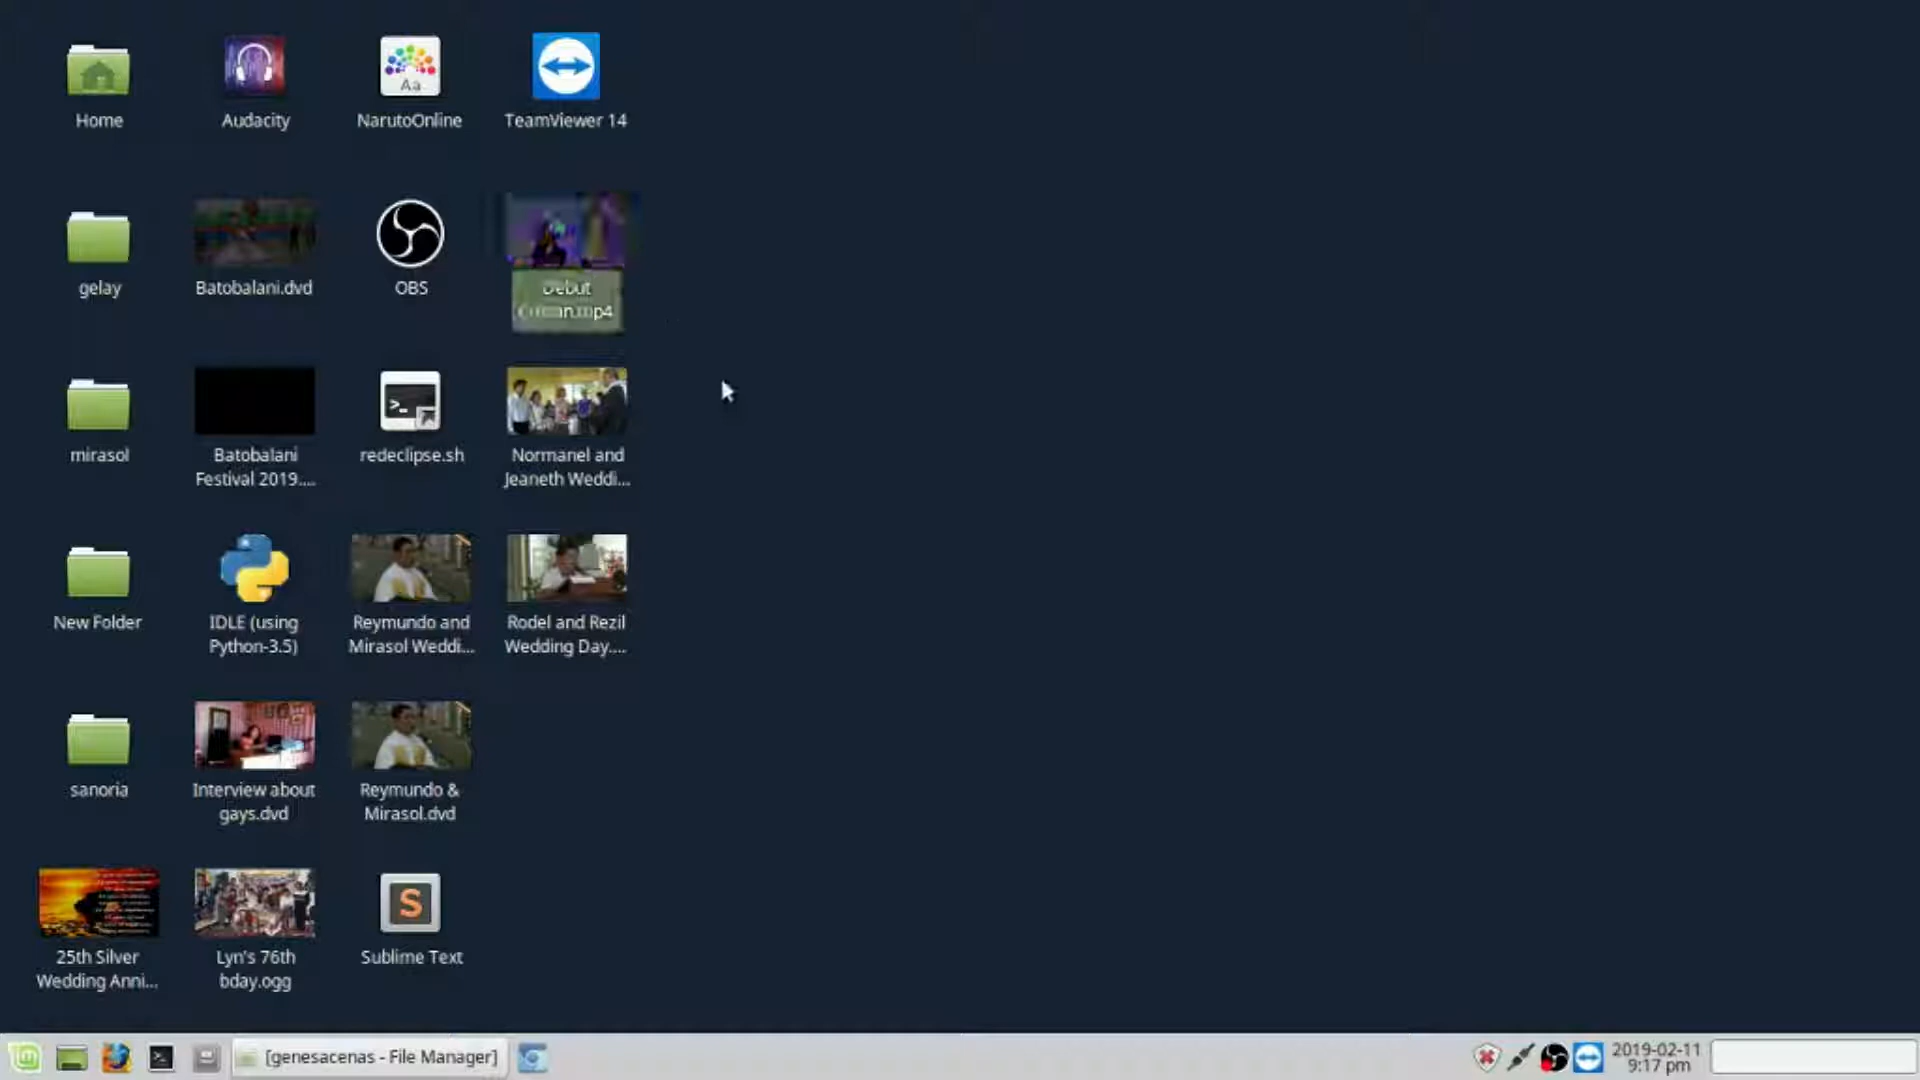 Home
Audacity
Aa
NarutoOnline
TeamViewer 14
gelay
Batobalani.dvd
OBS
Debut
mirasol
Batobalani
Festival 2019....
>_
redeclipse.sh
Normanel and
Jeaneth Weddi...
New Folder
IDLE (using
Python-3.5)
Reymundo and
Mirasol Weddi...
Rodel and Rezil
Wedding Day....
sanoria
Interview about
gays.dvd
Reymundo &
Mirasol.dvd
25th Silver
Wedding Anni...
Lyn's 76th
bday.ogg
S
Sublime Text
[genesacenas - File Manager]
2019-02-11
9:17 pm